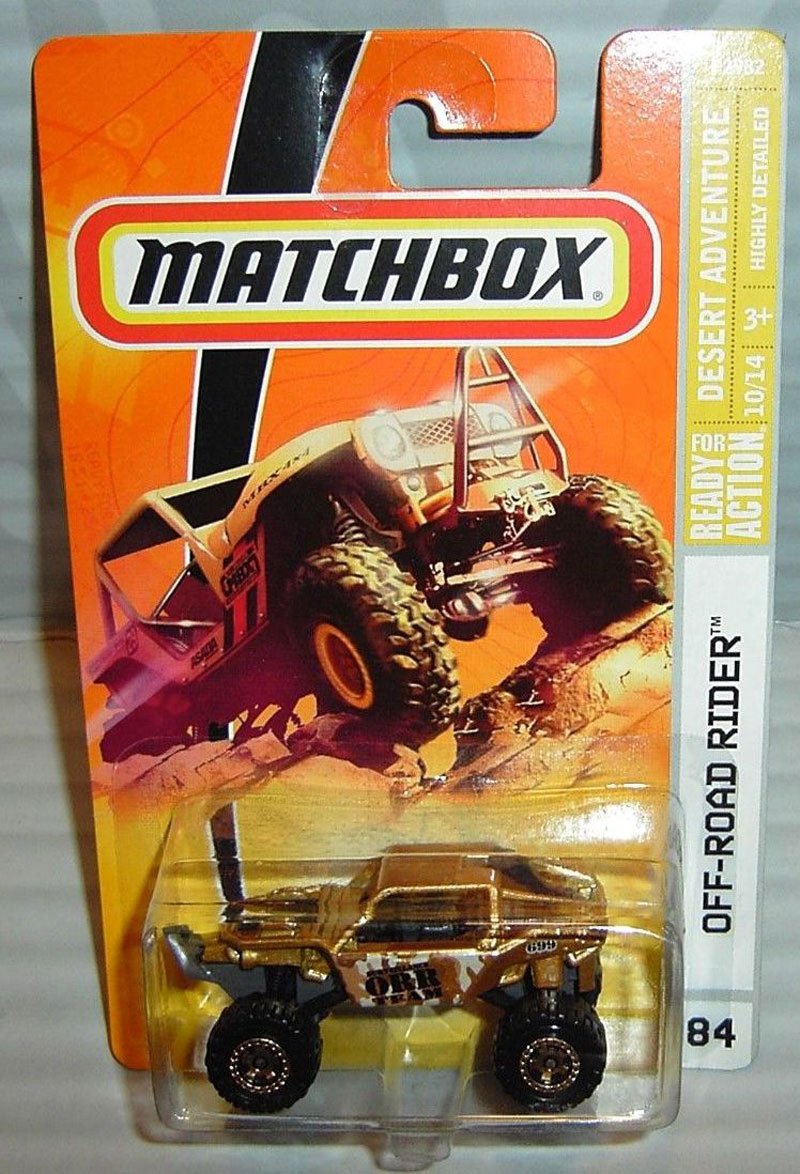 MATCHBOX®
DESERT ADVENTURE
HIGHLY DETAILED
3+
10/14
READY FOR
ACTION
OFF-ROAD RIDER™
84
MBX4x4
MBX
699
ORR
TEAM